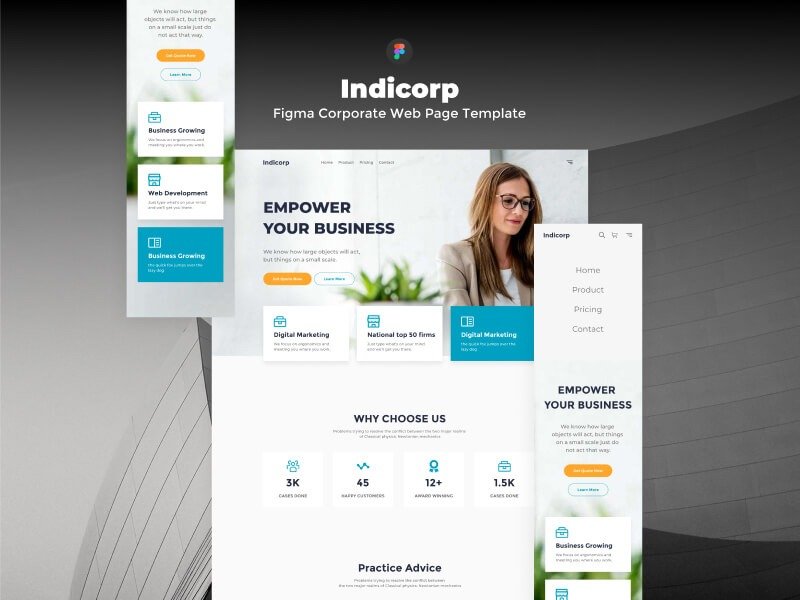 Indicorp
Figma Corporate Web Page Template
We know how large
objects will act, but things
on a small scale just do
not act that way.
Get Quote Now
Learn More
Business Growing
We focus on ergonomics and
meeting you where you work.
Web Development
Just type what's on your mind
and we'll get you there.
Business Growing
the quick fox jumps over the
lazy dog
Indicorp
Home Product Pricing Contact
EMPOWER
YOUR BUSINESS
We know how large objects will act,
but things on a small scale.
Get Quote Now
Learn More
Digital Marketing
We focus on ergonomics and
meeting you where you work.
National top 50 firms
Just type what's on your mind
and we'll get you there.
Digital Marketing
the quick fox jumps over the
lazy dog
WHY CHOOSE US
Problems trying to resolve the conflict between the two major realms
of Classical physics: Newtonian mechanics
3K
CASES DONE
45
HAPPY CUSTOMERS
12+
AWARD WINNING
1.5K
CASES DONE
Practice Advice
Problems trying to resolve the conflict between
the two major realms of Classical physics: Newtonian mechanics
Indicorp
Home
Product
Pricing
Contact
EMPOWER
YOUR BUSINESS
We know how large
objects will act, but things
on a small scale just do
not act that way.
Get Quote Now
Learn More
Business Growing
We focus on ergonomics and
meeting you where you work.